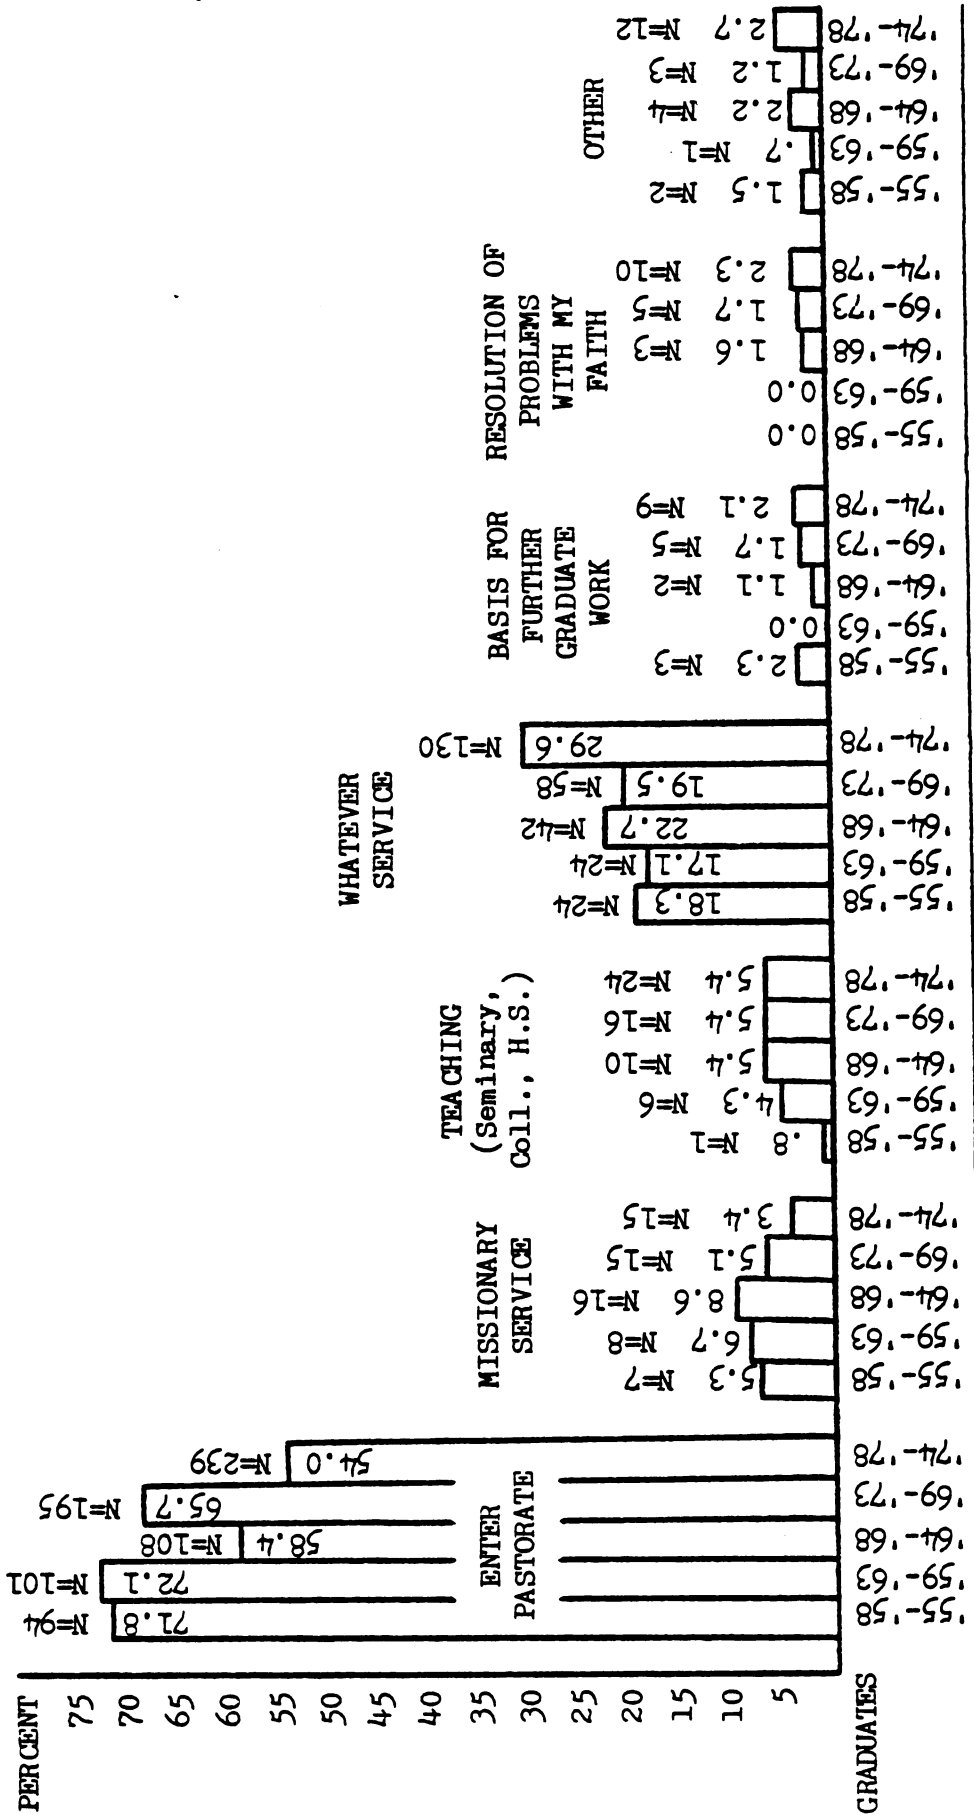 PERCENT
75
70
65
60
55
50
45
40
35
30
25
20
15
10
5
GRADUATES
ENTER
PASTORATE
N=94 71.8 '55-'58
N=101 72.1 '59-'63
N=108 58.4 '64-'68
N=195 65.7 '69-'73
N=239 54.0 '74-'78
MISSIONARY
SERVICE
5.3 N=7 '55-'58
6.7 N=8 '59-'63
8.6 N=16 '64-'68
5.1 N=15 '69-'73
3.4 N=15 '74-'78
TEACHING
(Seminary,
Coll., H.S.)
.8 N=1 '55-'58
4.3 N=6 '59-'63
5.4 N=10 '64-'68
5.4 N=16 '69-'73
5.4 N=24 '74-'78
WHATEVER
SERVICE
N=24 18.3 '55-'58
N=24 17.1 '59-'63
N=42 22.7 '64-'68
N=58 19.5 '69-'73
N=130 29.6 '74-'78
BASIS FOR
FURTHER
GRADUATE
WORK
2.3 N=3 '55-'58
0.0 '59-'63
1.1 N=2 '64-'68
1.7 N=5 '69-'73
2.1 N=9 '74-'78
RESOLUTION OF
PROBLEMS
WITH MY
FAITH
0.0 '55-'58
0.0 '59-'63
1.6 N=3 '64-'68
1.7 N=5 '69-'73
2.3 N=10 '74-'78
OTHER
1.5 N=2 '55-'58
.7 N=1 '59-'63
2.2 N=4 '64-'68
1.2 N=3 '69-'73
2.7 N=12 '74-'78